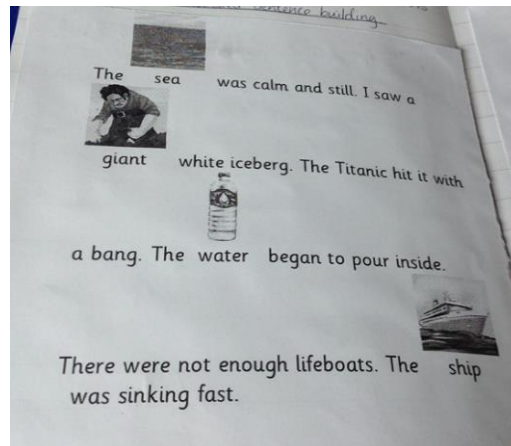 sentence building
The sea was calm and still. I saw a
giant white iceberg. The Titanic hit it with
a bang. The water began to pour inside.
There were not enough lifeboats. The ship
was sinking fast.